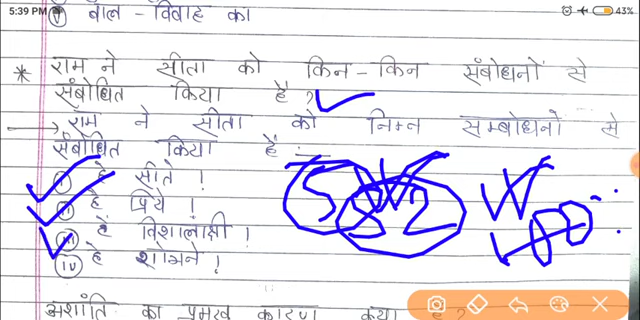 5:39 PM 43%
बाल - विवाह का
* राम ने सीता को किन - किन संबोधनों से
संबोधित किया हैं ?
→ राम ने सीता को निम्न सम्बोधनों से
संबोधित किया हैं :—
(i) हे सीते !
(ii) हे प्रिये !
(iii) हे विशालाक्षी !
(iv) हे शोभने !
अशांति का प्रमुख कारण क्या है ?